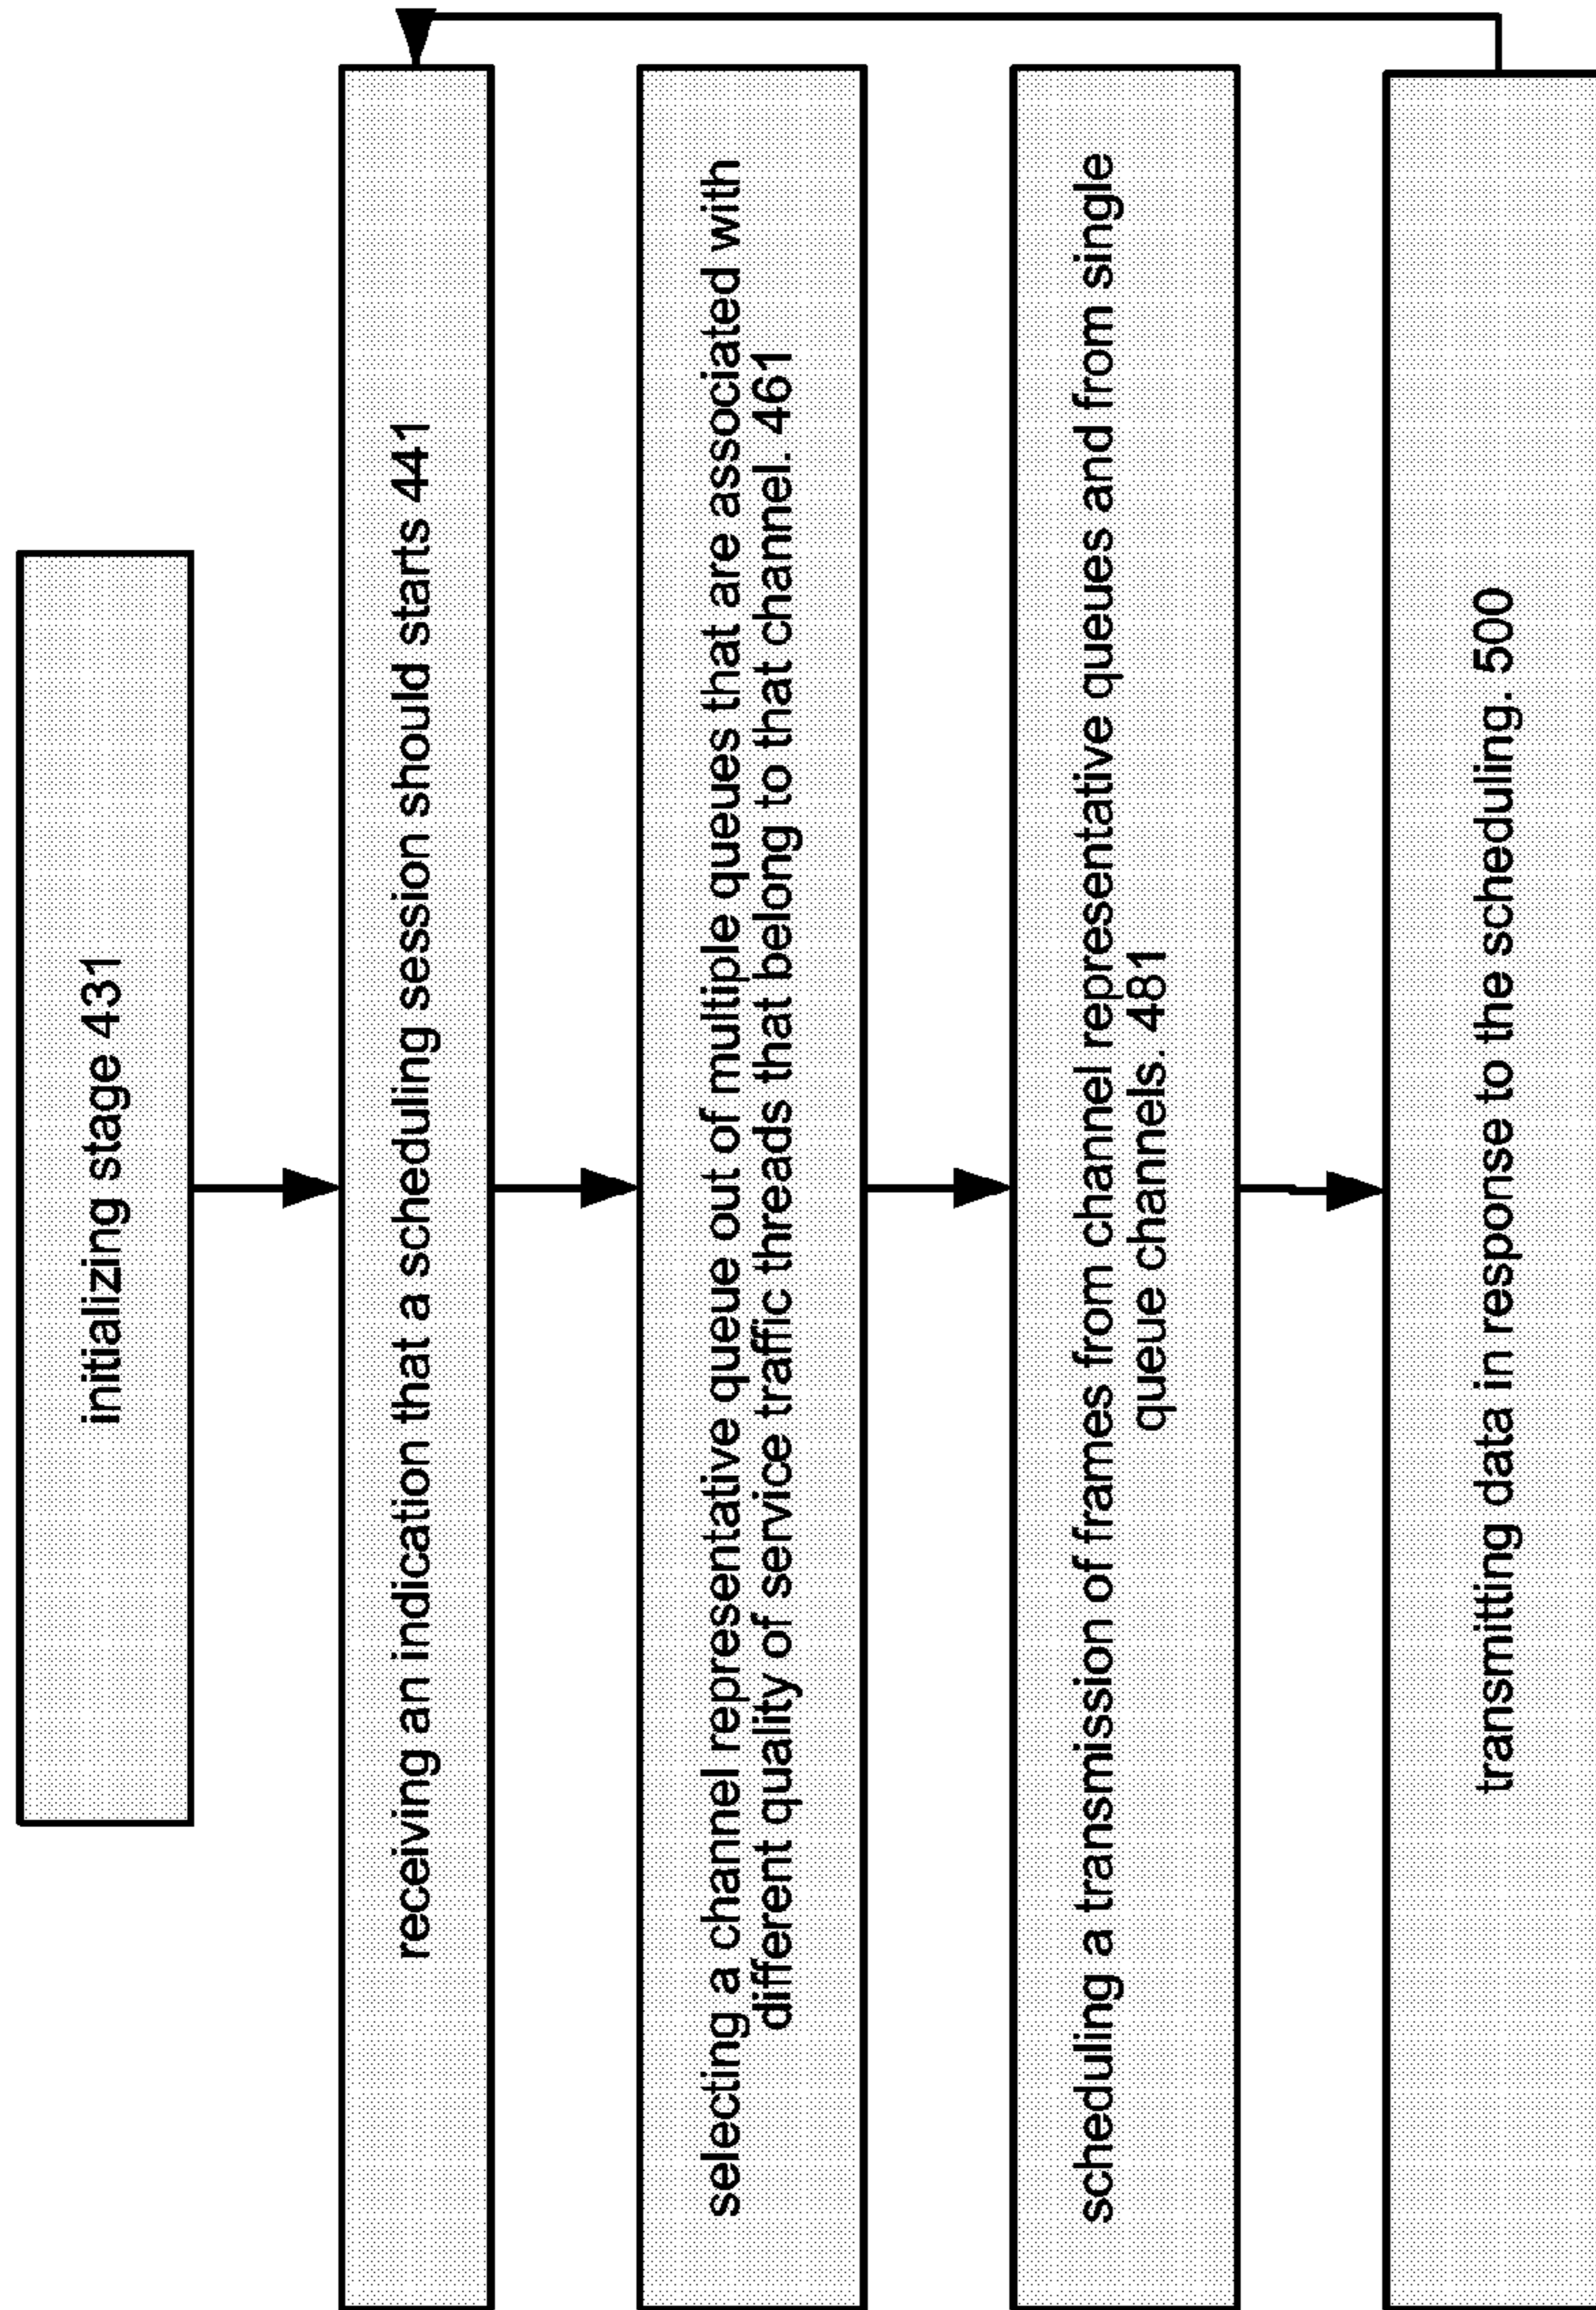 initializing stage 431
receiving an indication that a scheduling session should starts 441
selecting a channel representative queue out of multiple queues that are associated with
different quality of service traffic threads that belong to that channel. 461
scheduling a transmission of frames from channel representative queues and from single
queue channels. 481
transmitting data in response to the scheduling. 500